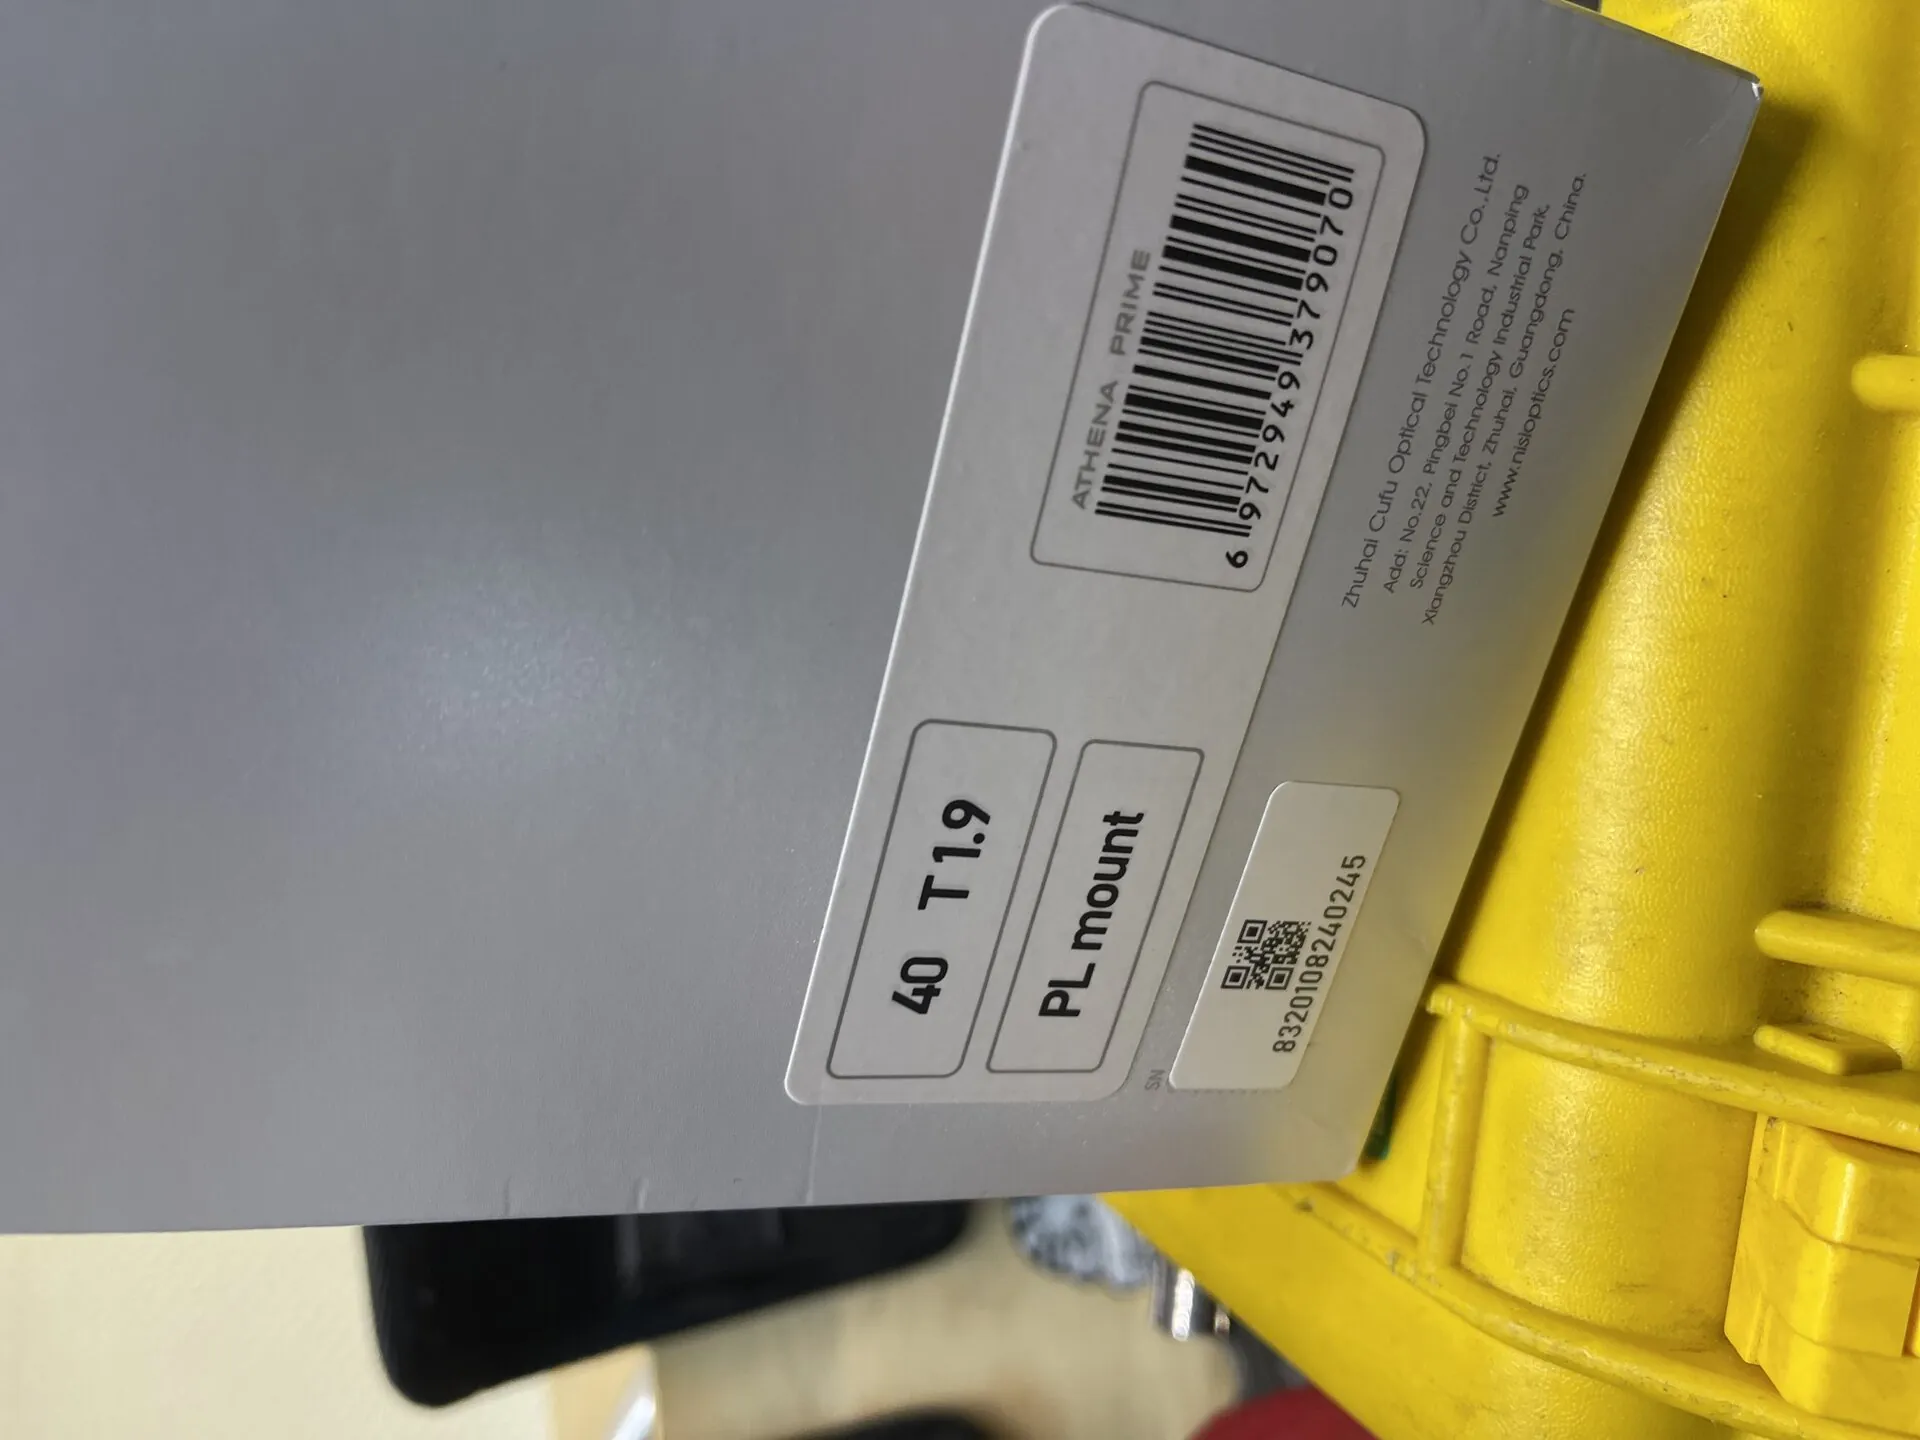 40 T1.9
PL mount
ATHENA PRIME
6 972949 379070
SN
8320108240245
Zhuhai Cufu Optical Technology Co.,Ltd.
Add: No.22, Pingbei No.1 Road, Nanping
Science and Technology Industrial Park,
Xiangzhou District, Zhuhai, Guangdong, China.
www.nisioptics.com